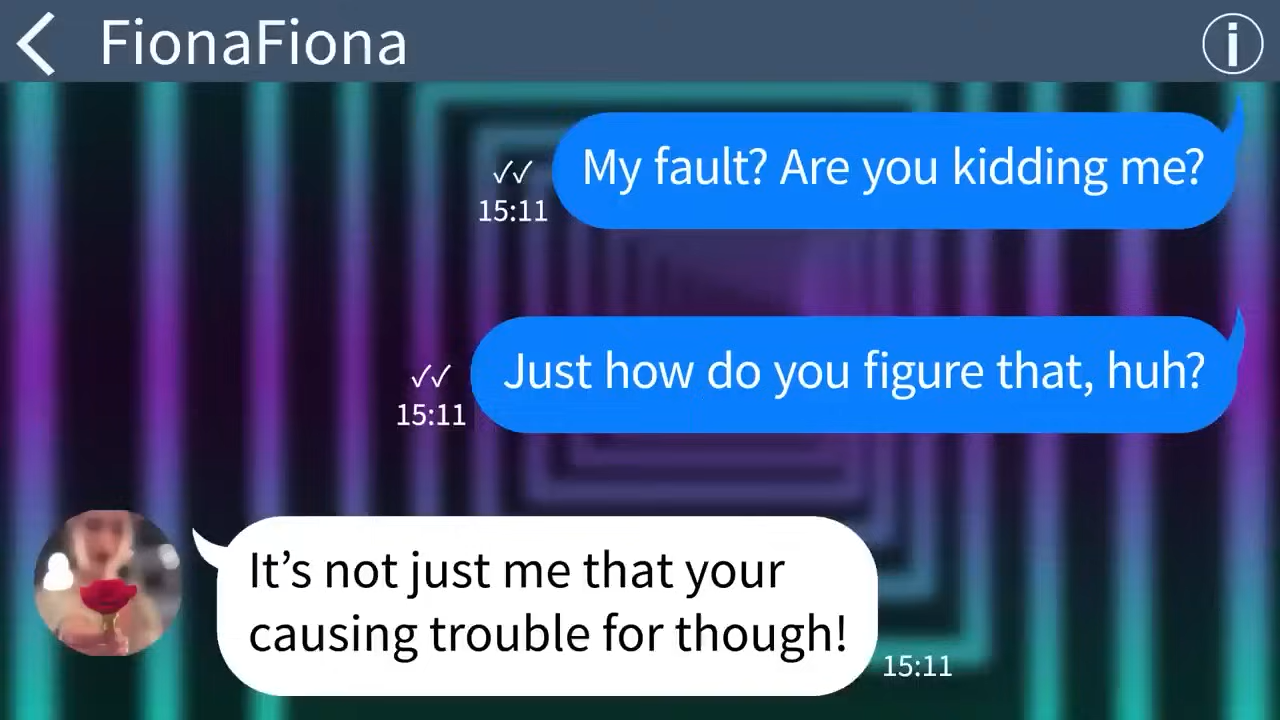 FionaFiona
My fault? Are you kidding me?
✓✓
15:11
Just how do you figure that, huh?
✓✓
15:11
It’s not just me that your
causing trouble for though!
15:11